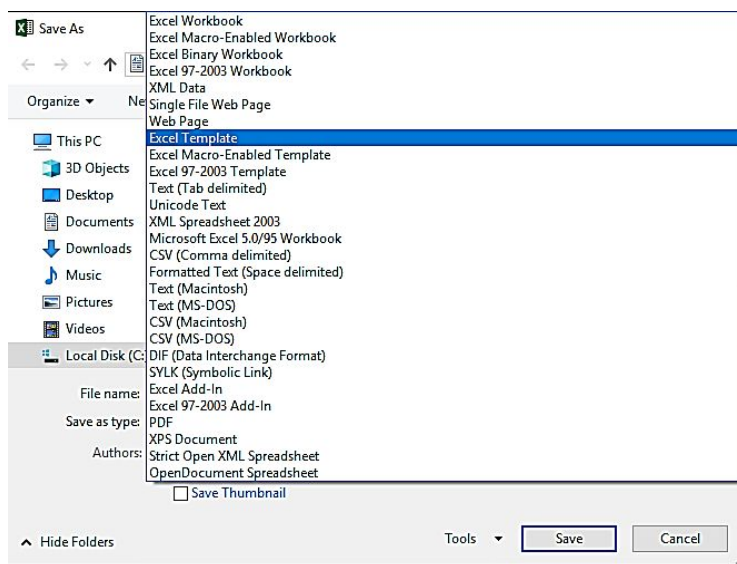 Save As
Organize
Ne
This PC
3D Objects
Desktop
Documents
Downloads
Music
Pictures
Videos
Local Disk (C:
Excel Workbook
Excel Macro-Enabled Workbook
Excel Binary Workbook
Excel 97-2003 Workbook
XML Data
Single File Web Page
Web Page
Excel Template
Excel Macro-Enabled Template
Excel 97-2003 Template
Text (Tab delimited)
Unicode Text
XML Spreadsheet 2003
Microsoft Excel 5.0/95 Workbook
CSV (Comma delimited)
Formatted Text (Space delimited)
Text (Macintosh)
Text (MS-DOS)
CSV (Macintosh)
CSV (MS-DOS)
DIF (Data Interchange Format)
SYLK (Symbolic Link)
Excel Add-In
Excel 97-2003 Add-In
PDF
XPS Document
Strict Open XML Spreadsheet
OpenDocument Spreadsheet
File name:
Save as type:
Authors:
Save Thumbnail
Hide Folders
Tools
Save
Cancel